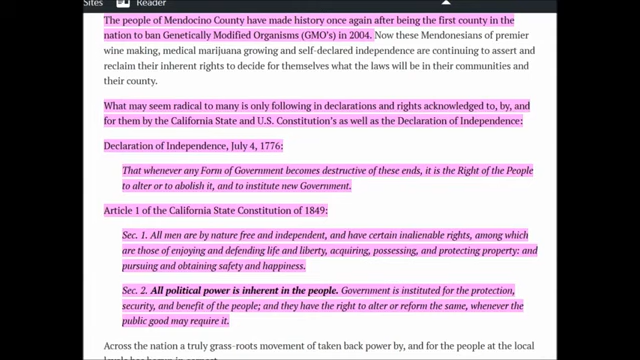 Sites
Reader
The people of Mendocino County have made history once again after being the first county in the
nation to ban Genetically Modified Organisms (GMO's) in 2004. Now these Mendonesians of premier
wine making, medical marijuana growing and self-declared independence are continuing to assert and
reclaim their inherent rights to decide for themselves what the laws will be in their communities and
their county.
What may seem radical to many is only following in declarations and rights acknowledged to, by, and
for them by the California State and U.S. Constitution's as well as the Declaration of Independence:
Declaration of Independence, July 4, 1776:
That whenever any Form of Government becomes destructive of these ends, it is the Right of the People
to alter or to abolish it, and to institute new Government.
Article 1 of the California State Constitution of 1849:
Sec. 1. All men are by nature free and independent, and have certain inalienable rights, among which
are those of enjoying and defending life and liberty, acquiring, possessing, and protecting property: and
pursuing and obtaining safety and happiness.
Sec. 2. All political power is inherent in the people. Government is instituted for the protection,
security, and benefit of the people; and they have the right to alter or reform the same, whenever the
public good may require it.
Across the nation a truly grass-roots movement of taken back power by, and for the people at the local